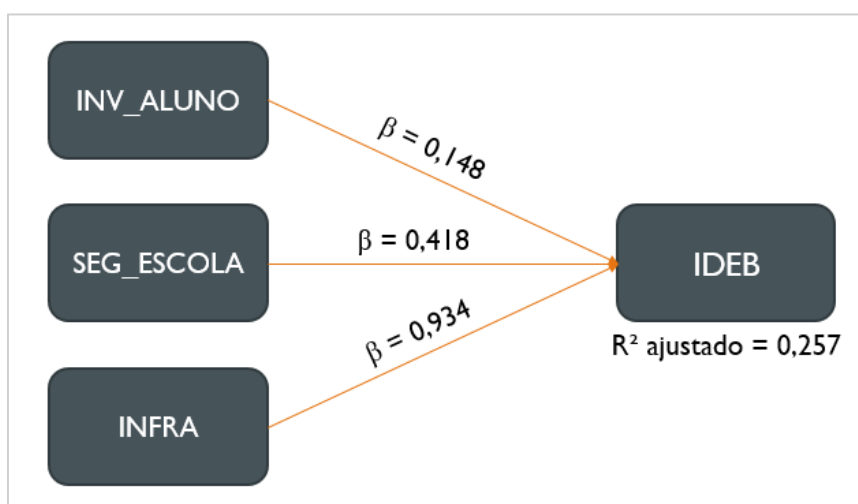 INV_ALUNO
β = 0,148
SEG_ESCOLA
β = 0,418
IDEB
R² ajustado = 0,257
β = 0,934
INFRA